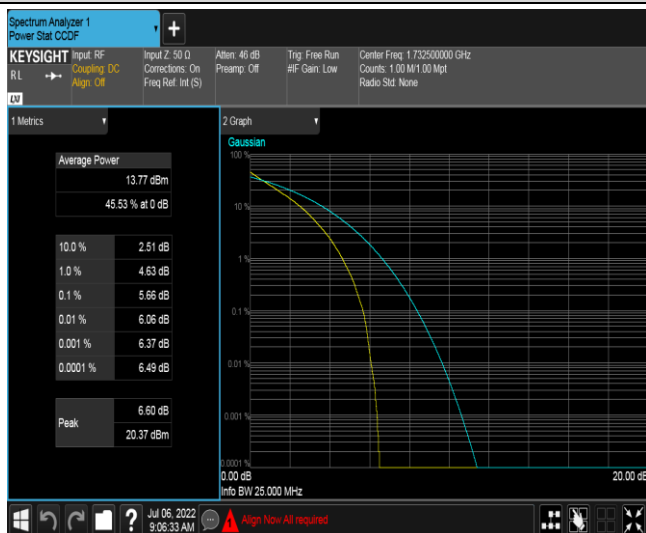 Spectrum Analyzer 1
Power Stat CCDF
+
KEYSIGHT
RL
LXI
Input: RF
Coupling: DC
Align: Off
Input Z: 50 Ω
Corrections: On
Freq Ref: Int (S)
Atten: 46 dB
Preamp: Off
Trig: Free Run
#IF Gain: Low
Center Freq: 1.732500000 GHz
Counts: 1.00 M/1.00 Mpt
Radio Std: None
1 Metrics
Average Power
13.77 dBm
45.53 % at 0 dB
10.0 % 2.51 dB
1.0 % 4.63 dB
0.1 % 5.66 dB
0.01 % 6.06 dB
0.001 % 6.37 dB
0.0001 % 6.49 dB
Peak
6.60 dB
20.37 dBm
2 Graph
Gaussian
100 %
10 %
1 %
0.1 %
0.01 %
0.001 %
0.0001 %
0.00 dB
20.00 dB
Info BW 25.000 MHz
?
Jul 06, 2022
9:06:33 AM
Align Now All required